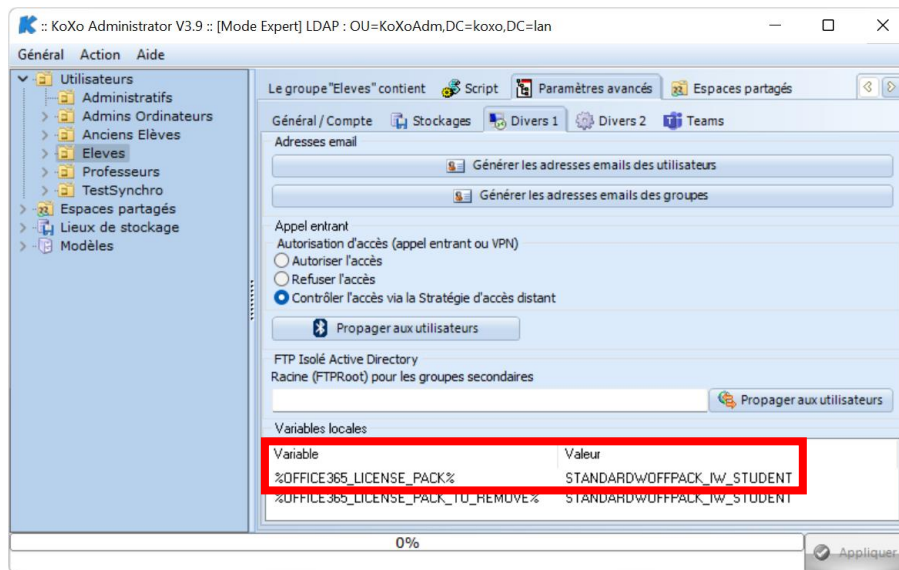 :: KoXo Administrator V3.9 :: [Mode Expert] LDAP : OU=KoXoAdm,DC=koxo,DC=lan
Général Action Aide
Utilisateurs
Administratifs
Admins Ordinateurs
Anciens Elèves
Eleves
Professeurs
TestSynchro
Espaces partagés
Lieux de stockage
Modèles
Le groupe "Eleves" contient Script Paramètres avancés Espaces partagés
Général / Compte Stockages Divers 1 Divers 2 Teams
Adresses email
Générer les adresses emails des utilisateurs
Générer les adresses emails des groupes
Appel entrant
Autorisation d'accès (appel entrant ou VPN)
Autoriser l'accès
Refuser l'accès
Contrôler l'accès via la Stratégie d'accès distant
Propager aux utilisateurs
FTP Isolé Active Directory
Racine (FTPRoot) pour les groupes secondaires
Propager aux utilisateurs
Variables locales
Variable Valeur
%OFFICE365_LICENSE_PACK% STANDARDWOFFPACK_IW_STUDENT
%OFFICE365_LICENSE_PACK_TO_REMOVE% STANDARDWOFFPACK_IW_STUDENT
0%
Appliquer